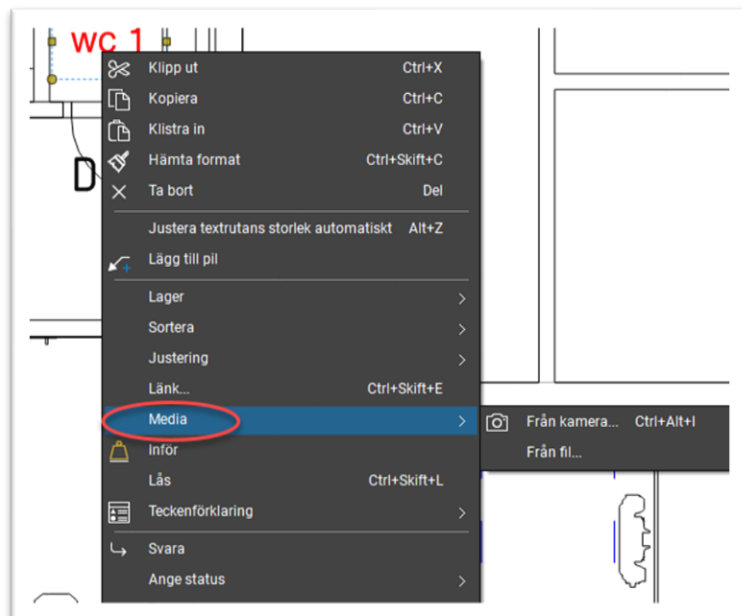 wc 1
D
Klipp ut Ctrl+X
Kopiera Ctrl+C
Klistra in Ctrl+V
Hämta format Ctrl+Skift+C
Ta bort Del
Justera textrutans storlek automatiskt Alt+Z
Lägg till pil
Lager
Sortera
Justering
Länk... Ctrl+Skift+E
Media
Från kamera... Ctrl+Alt+I
Från fil...
Inför
Lås Ctrl+Skift+L
Teckenförklaring
Svara
Ange status